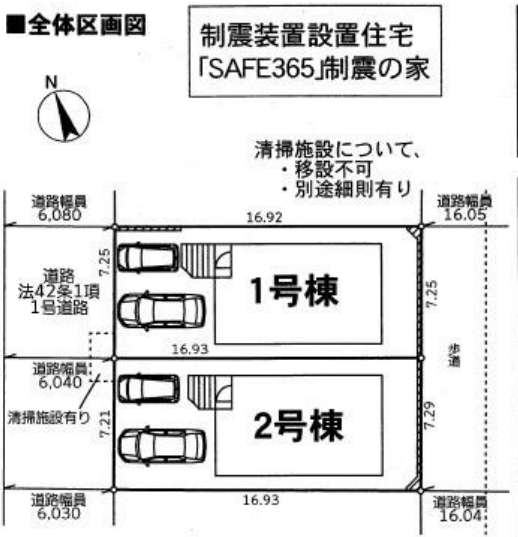 ■全体区画図
制震装置設置住宅
「SAFE365」制震の家
N
清掃施設について、
・移設不可
・別途細則有り
道路幅員
6,080
16.92
道路幅員
16.05
7.25
道路
法42条1項
1号道路
1号棟
7.25
16.93
歩道
道路幅員
6,040
清掃施設有り
7.21
2号棟
7.29
道路幅員
6,030
16.93
道路幅員
16.04